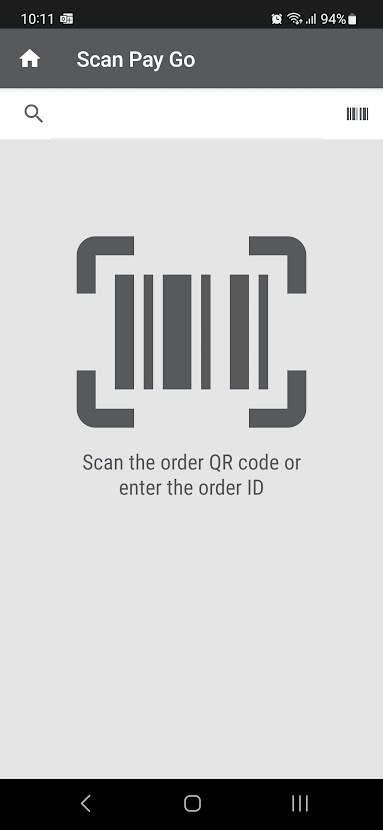 10:11
94%
Scan Pay Go
Scan the order QR code or
enter the order ID